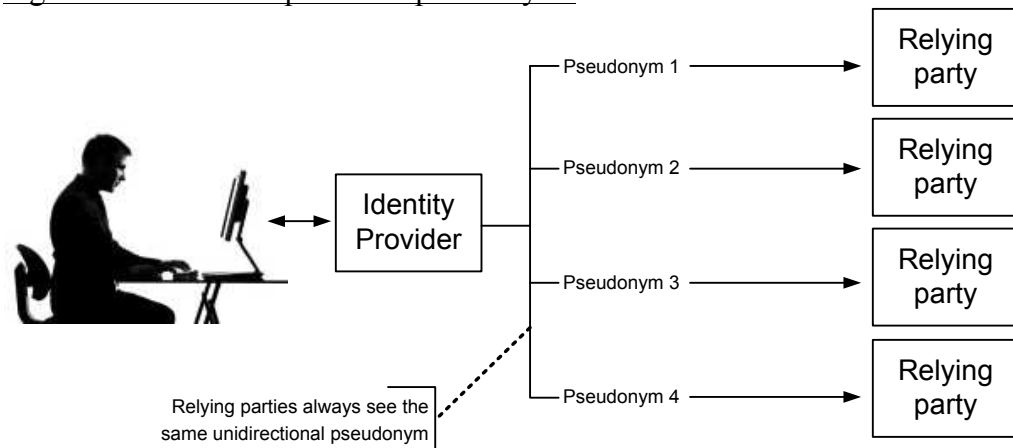 Pseudonym 1
Relying
party
Pseudonym 2
Relying
party
Identity
Provider
Pseudonym 3
Relying
party
Pseudonym 4
Relying
party
Relying parties always see the
same unidirectional pseudonym